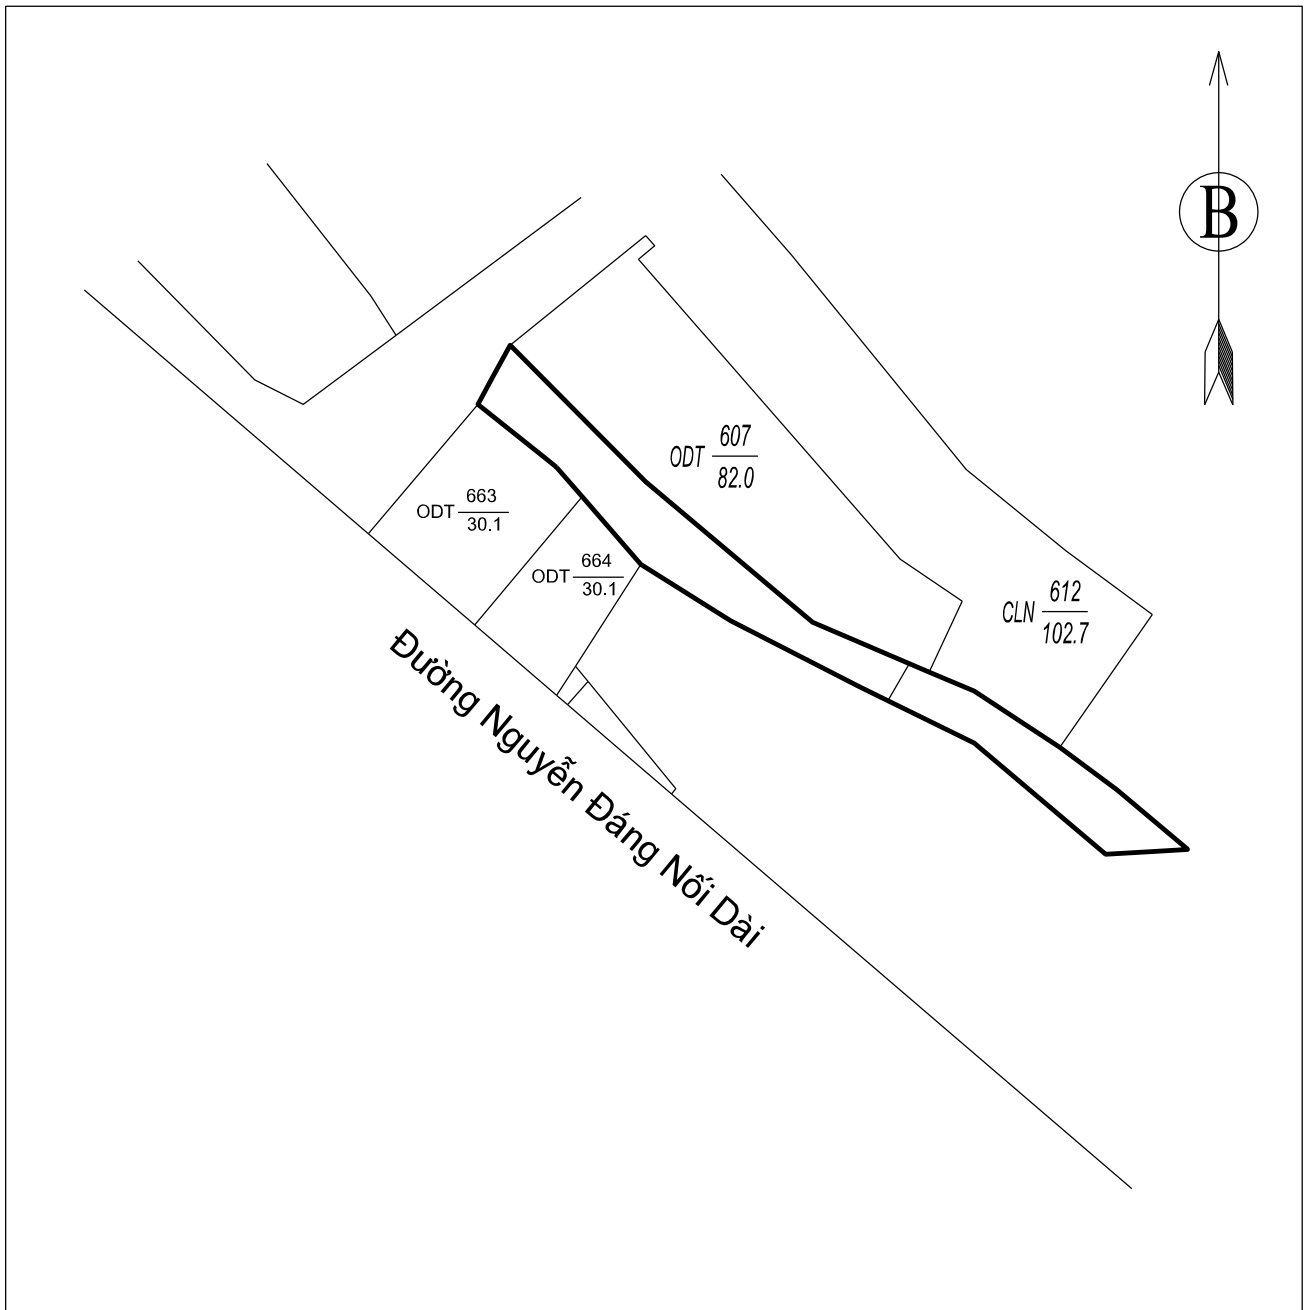 B
607
ODT
82.0
663
ODT
30.1
664
ODT
30.1
612
CLN
102.7
Đường Nguyễn Đáng Nối Dài